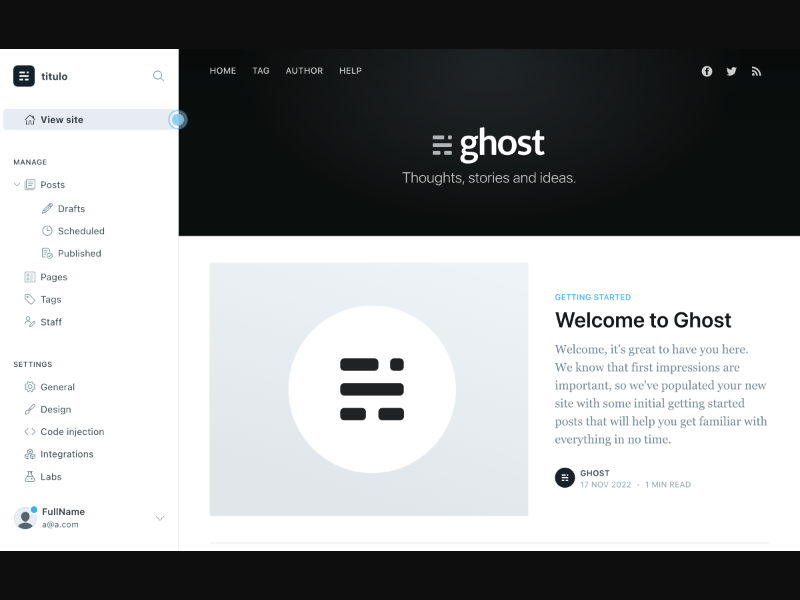 titulo
View site
MANAGE
Posts
Drafts
Scheduled
Published
Pages
Tags
Staff
SETTINGS
General
Design
Code injection
Integrations
Labs
FullName
a@a.com
HOME TAG AUTHOR HELP
ghost
Thoughts, stories and ideas.
GETTING STARTED
Welcome to Ghost
Welcome, it's great to have you here.
We know that first impressions are
important, so we've populated your new
site with some initial getting started
posts that will help you get familiar with
everything in no time.
GHOST
17 NOV 2022 • 1 MIN READ